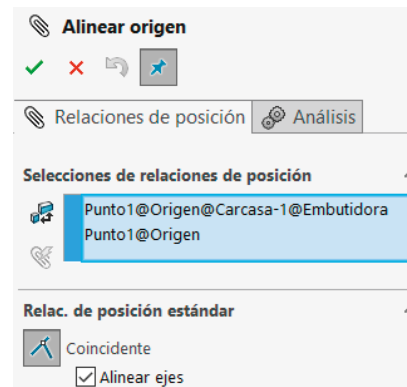 Alinear origen
Relaciones de posición Análisis
Selecciones de relaciones de posición
Punto1@Origen@Carcasa-1@Embutidora
Punto1@Origen
Relac. de posición estándar
Coincidente
Alinear ejes